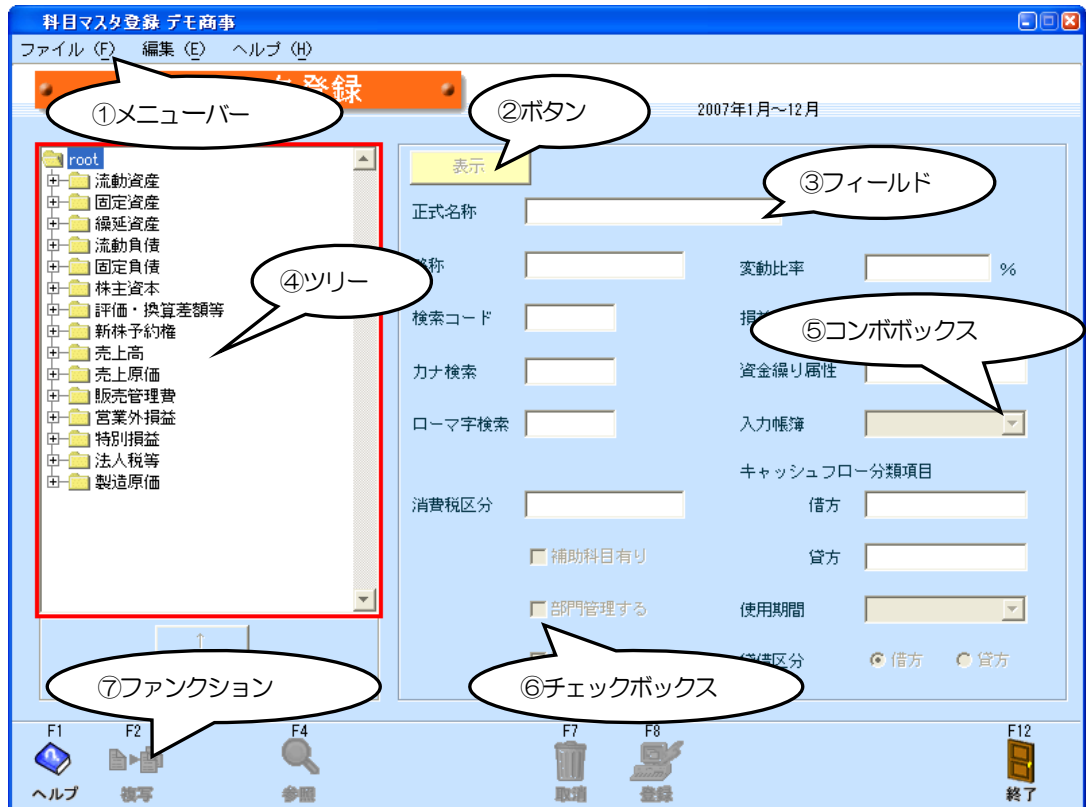 科目マスタ登録 デモ商事
ファイル (F) 編集 (E) ヘルプ (H)
登録
①メニューバー
②ボタン
2007年1月～12月
root
流動資産
固定資産
繰延資産
流動負債
固定負債
株主資本
評価・換算差額等
新株予約権
売上高
売上原価
販売管理費
営業外損益
特別損益
法人税等
製造原価
④ツリー
↑
表示
③フィールド
正式名称
称
変動比率 %
検索コード
⑤コンボボックス
カナ検索
資金繰り属性
ローマ字検索
入力帳簿
キャッシュフロー分類項目
消費税区分
借方
補助科目有り
貸方
部門管理する
使用期間
区分 借方 貸方
⑦ファンクション
⑥チェックボックス
F1 F2 F4 F7 F8 F12
ヘルプ 複写 参照 取消 登録 終了